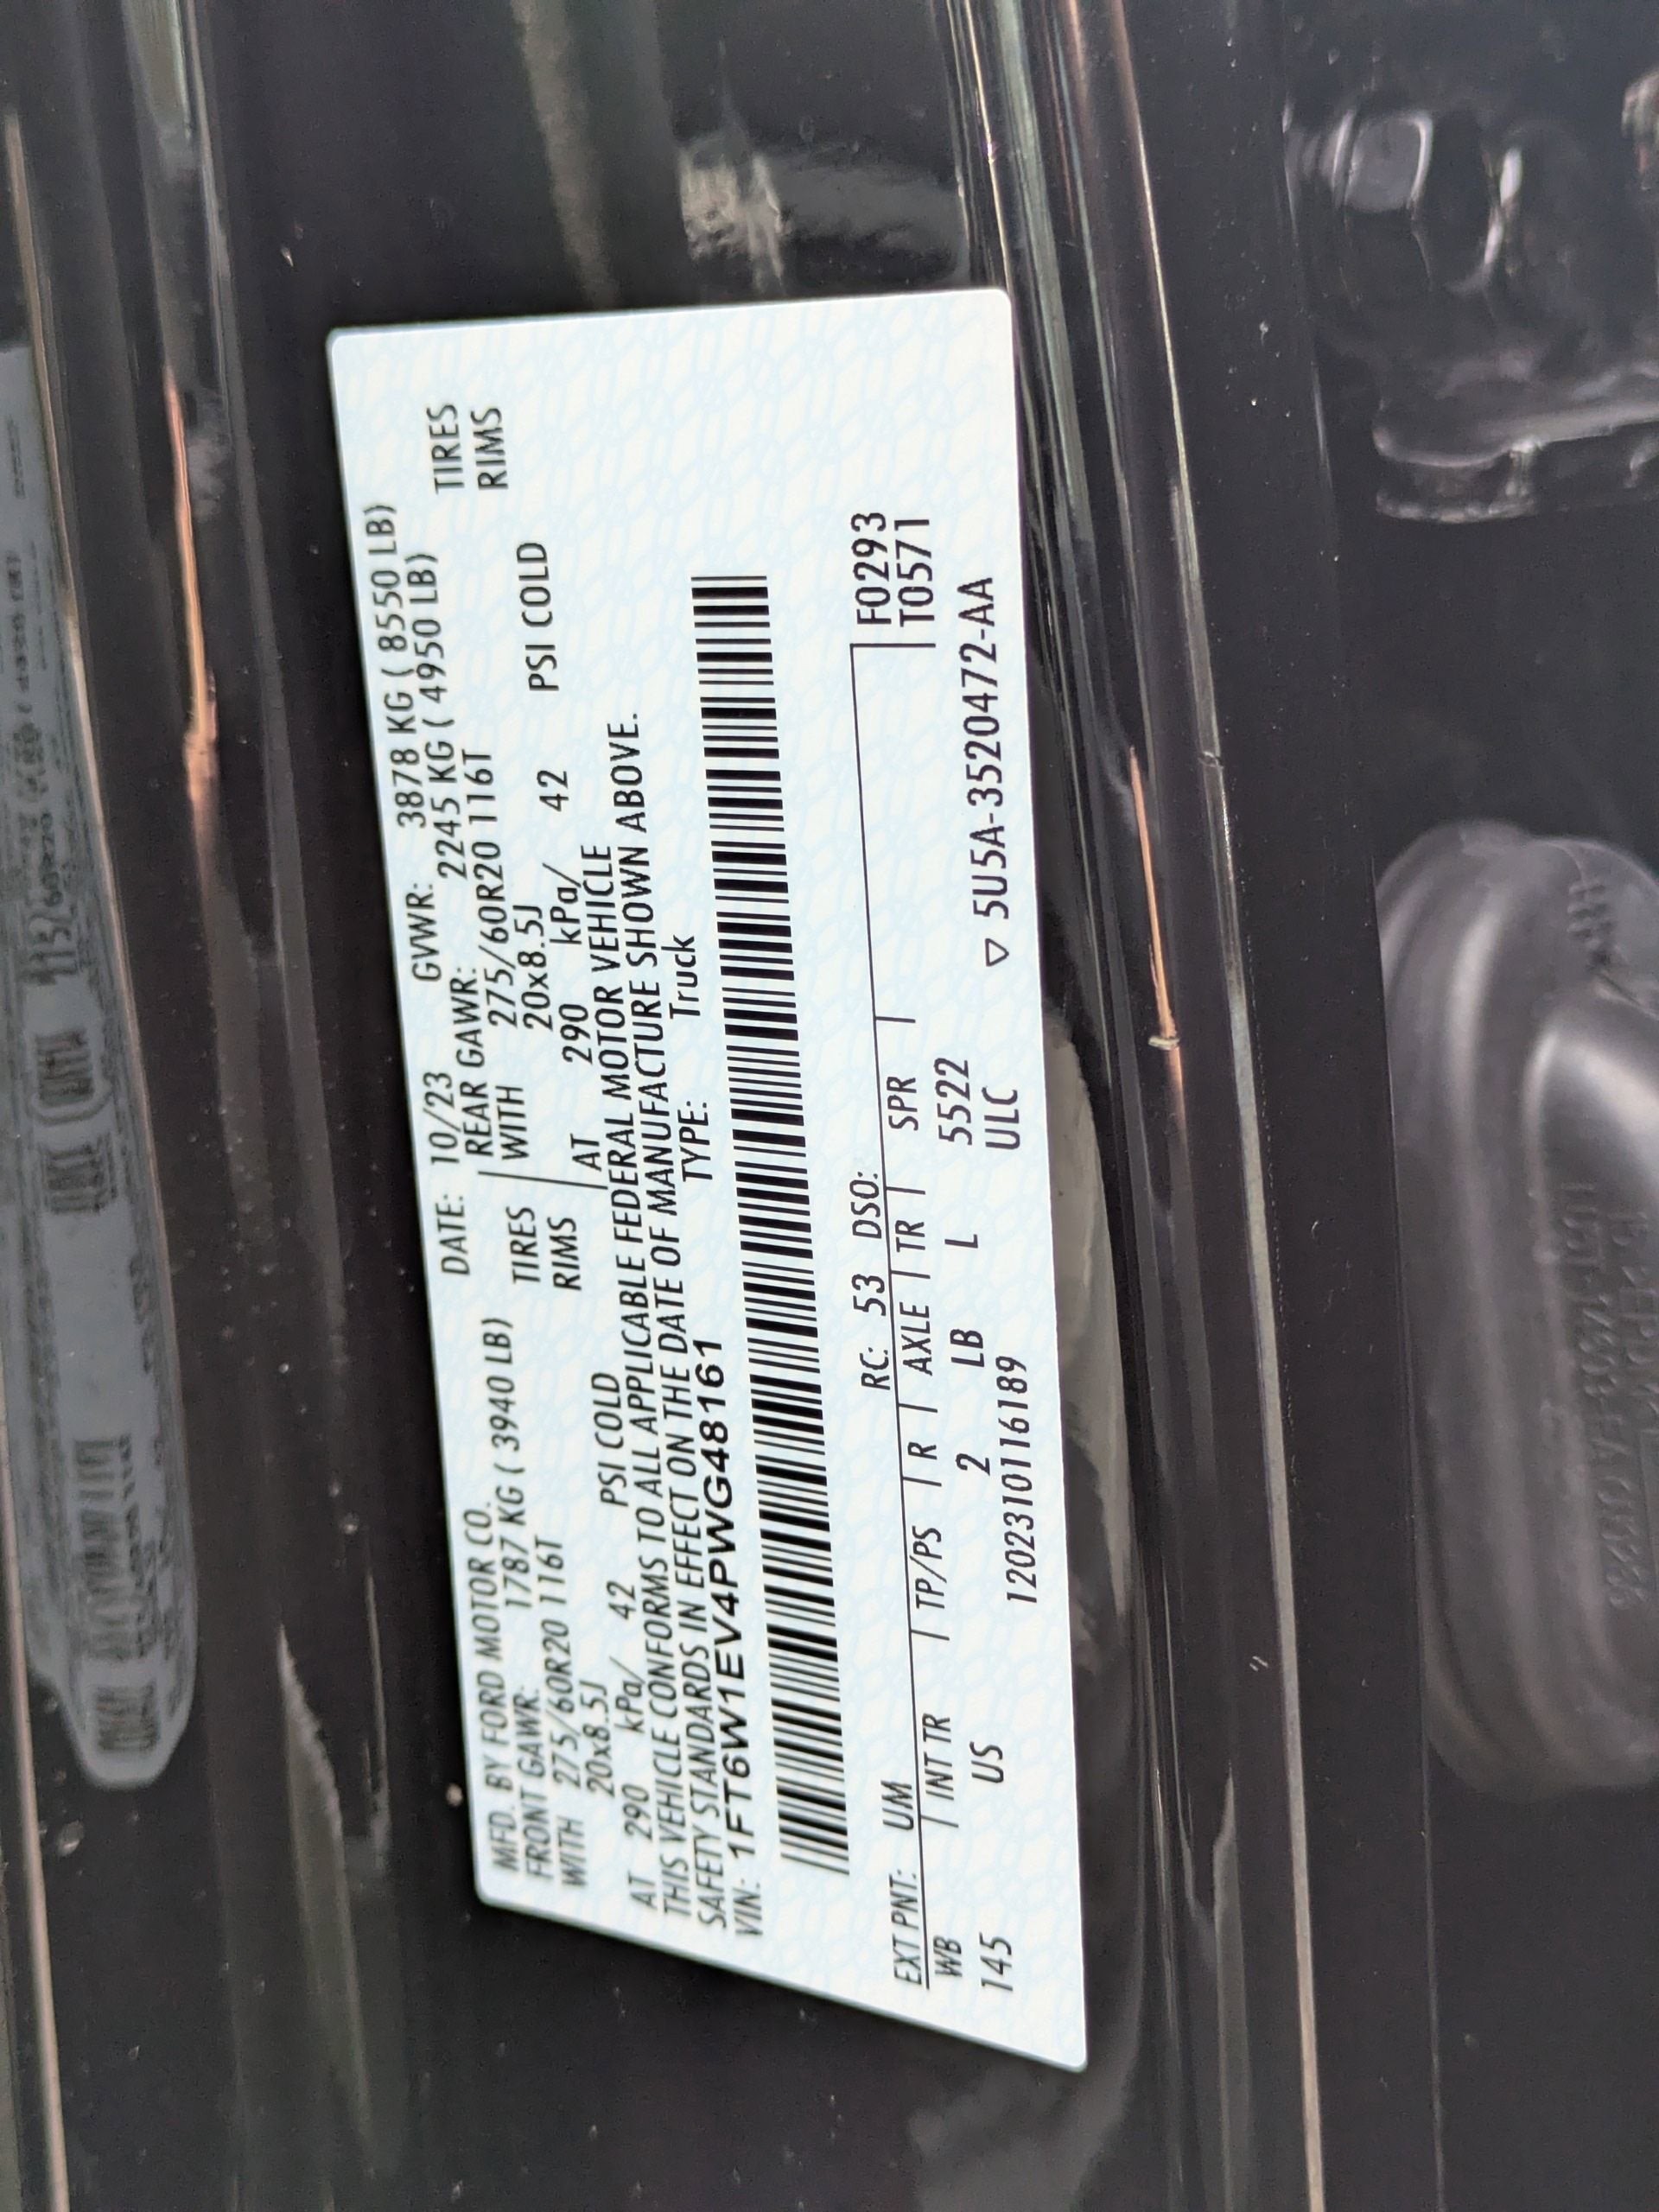 MFD. BY FORD MOTOR CO. DATE: 10/23 GVWR: 3878 KG ( 8550 LB)
FRONT GAWR: 1787 KG ( 3940 LB) REAR GAWR: 2245 KG ( 4950 LB)
WITH 275/60R20 116T TIRES WITH 275/60R20 116T TIRES
20x8.5J RIMS 20x8.5J RIMS
AT 290 kPa/ 42 PSI COLD AT 290 kPa/ 42 PSI COLD
THIS VEHICLE CONFORMS TO ALL APPLICABLE FEDERAL MOTOR VEHICLE
SAFETY STANDARDS IN EFFECT ON THE DATE OF MANUFACTURE SHOWN ABOVE.
VIN: 1FT6W1EV4PWG48161 TYPE: Truck
EXT PNT: UM RC: 53 DSO: F0293
WB INT TR TP/PS R AXLE TR SPR T0571
145 US 2 LB L 5522
1202310116189 ULC ▽ 5U5A-3520472-AA